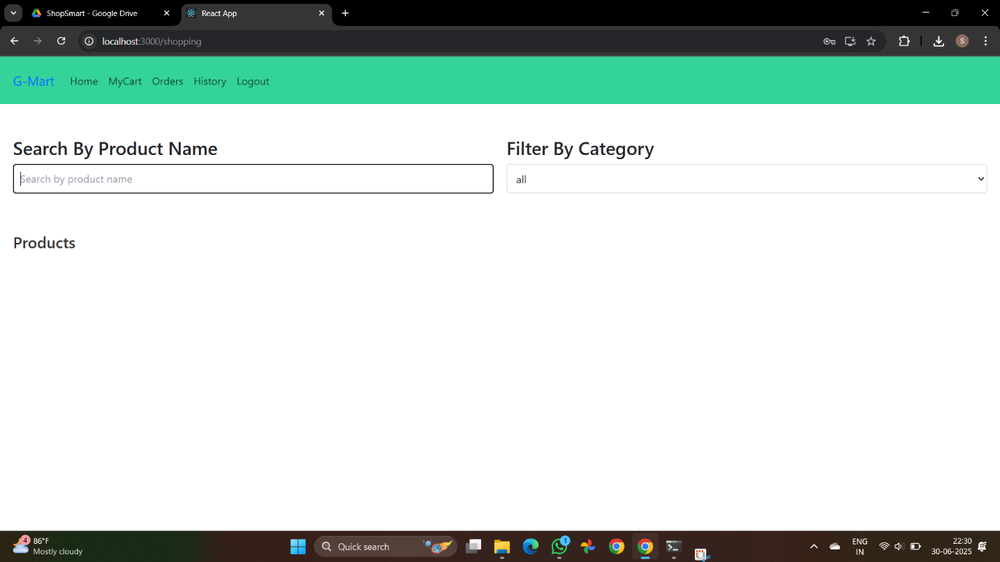 ShopSmart - Google Drive
React App
localhost:3000/shopping
S
G-Mart Home MyCart Orders History Logout
Search By Product Name
Search by product name
Filter By Category
all
Products
4
86°F
Mostly cloudy
Quick search
1
ENG
IN
22:30
30-06-2025